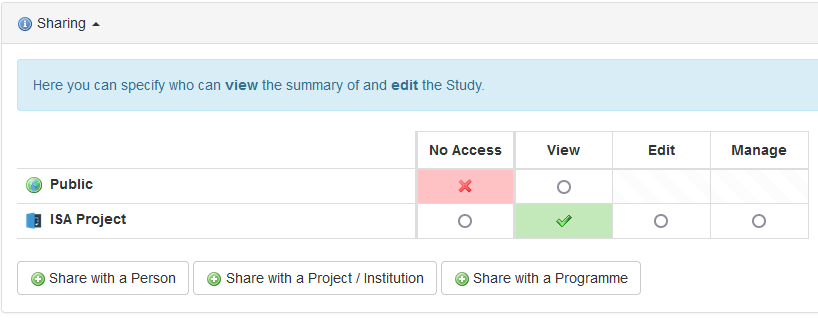 Sharing
Here you can specify who can view the summary of and edit the Study.
No Access View Edit Manage
Public
ISA Project
Share with a Person Share with a Project / Institution Share with a Programme